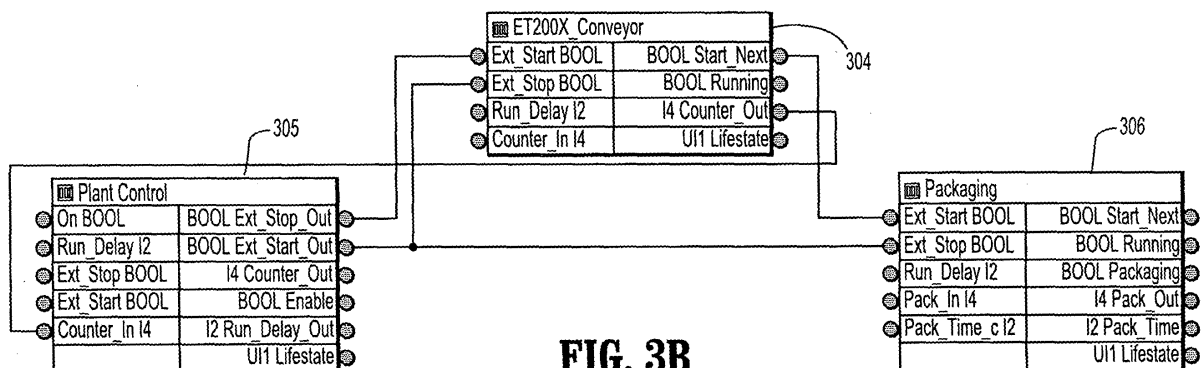 ET200X_Conveyor
Ext_Start BOOL BOOL Start_Next
Ext_Stop BOOL BOOL Running
Run_Delay I2 I4 Counter_Out
Counter_In I4 UI1 Lifestate
304
305
Plant Control
On BOOL BOOL Ext_Stop_Out
Run_Delay I2 BOOL Ext_Start_Out
Ext_Stop BOOL I4 Counter_Out
Ext_Start BOOL BOOL Enable
Counter_In I4 I2 Run_Delay_Out
UI1 Lifestate
306
Packaging
Ext_Start BOOL BOOL Start_Next
Ext_Stop BOOL BOOL Running
Run_Delay I2 BOOL Packaging
Pack_In I4 I4 Pack_Out
Pack_Time_c I2 I2 Pack_Time
UI1 Lifestate
FIG. 3B